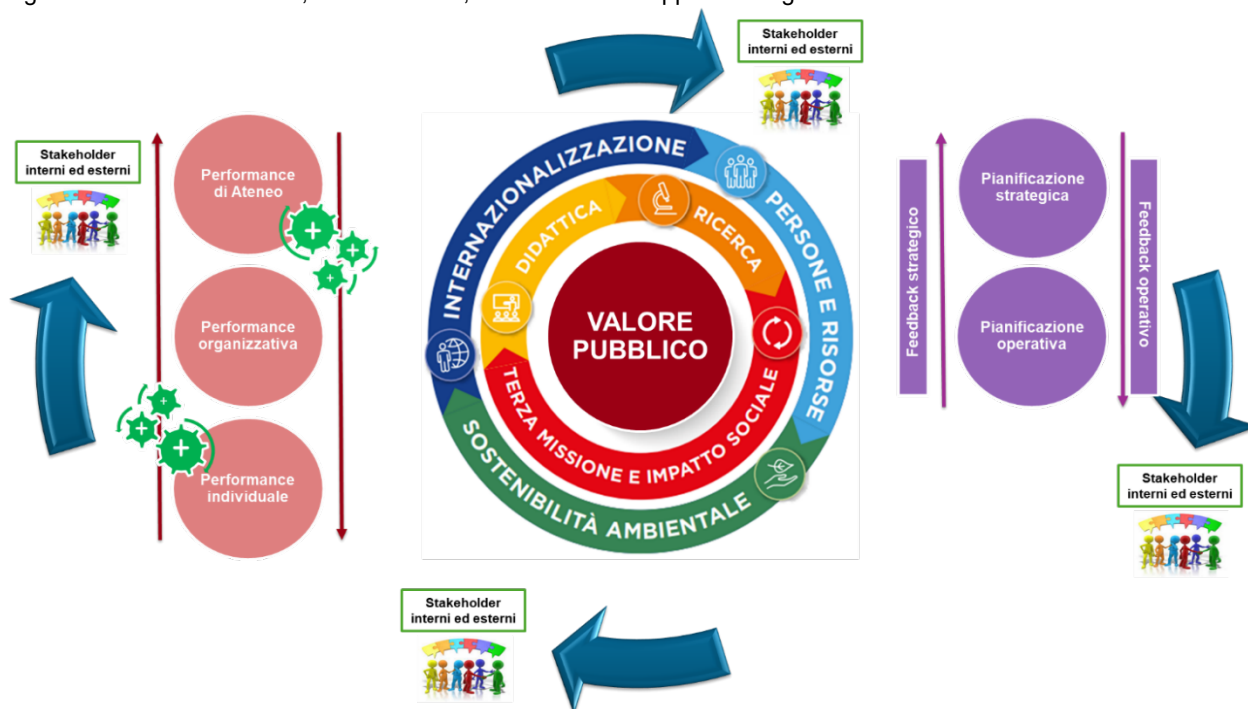 Stakeholder
interni ed esterni
Stakeholder
interni ed esterni
Performance
di Ateneo
Performance
organizzativa
Performance
individuale
INTERNAZIONALIZZAZIONE
PERSONE E RISORSE
SOSTENIBILITÀ AMBIENTALE
DIDATTICA
RICERCA
TERZA MISSIONE E IMPATTO SOCIALE
VALORE
PUBBLICO
Feedback strategico
Pianificazione
strategica
Pianificazione
operativa
Feedback operativo
Stakeholder
interni ed esterni
Stakeholder
interni ed esterni